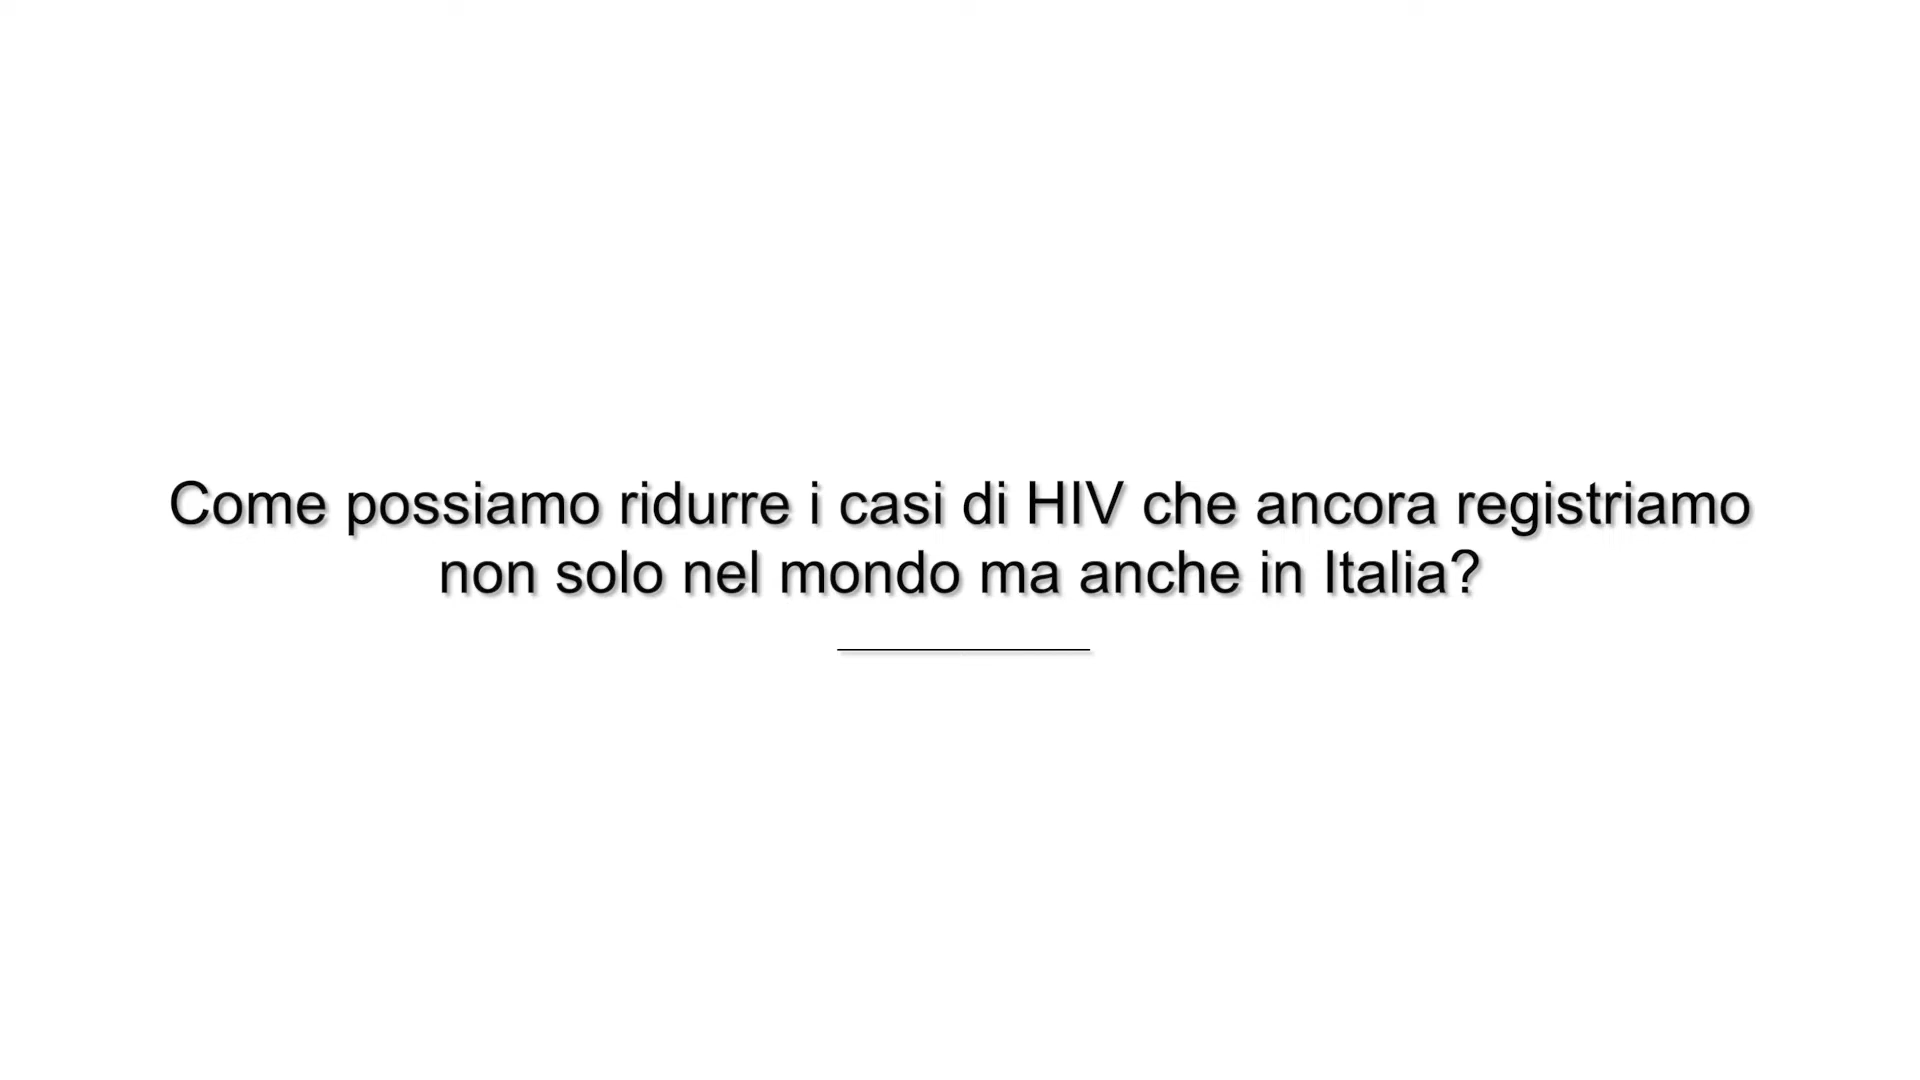 Come possiamo ridurre i casi di HIV che ancora registriamo
non solo nel mondo ma anche in Italia?